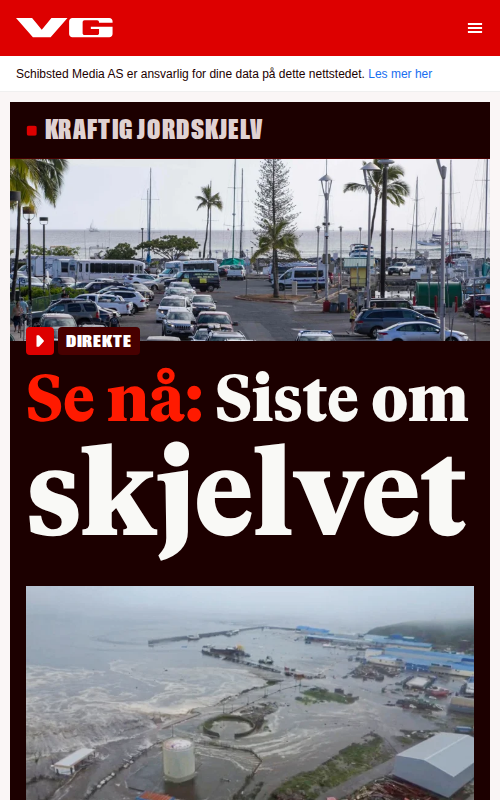 VG
Schibsted Media AS er ansvarlig for dine data på dette nettstedet. Les mer her
KRAFTIG JORDSKJELV
DIREKTE
Se nå: Siste om
skjelvet